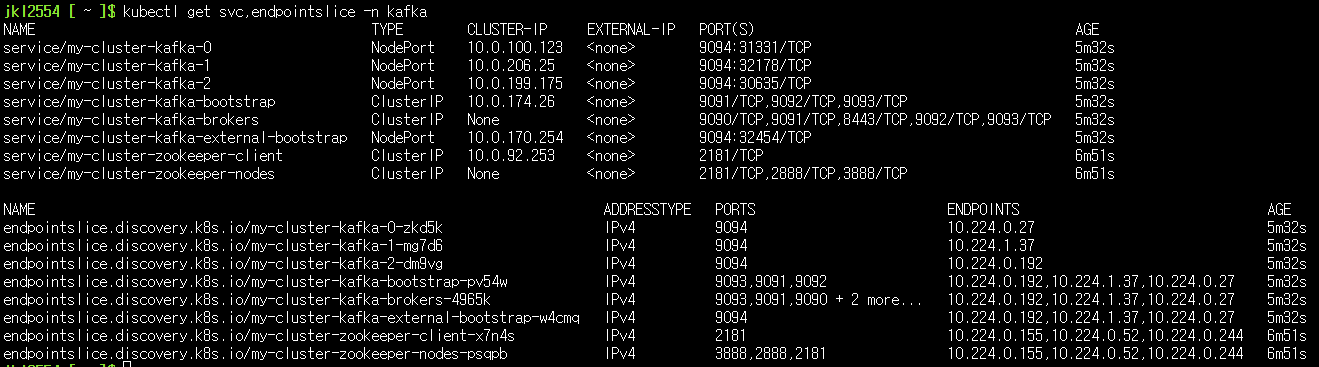 jkl2554 [ ~ ]$ kubectl get svc,endpointslice -n kafka
NAME TYPE CLUSTER-IP EXTERNAL-IP PORT(S) AGE
service/my-cluster-kafka-0 NodePort 10.0.100.123 <none> 9094:31331/TCP 5m32s
service/my-cluster-kafka-1 NodePort 10.0.206.25 <none> 9094:32178/TCP 5m32s
service/my-cluster-kafka-2 NodePort 10.0.199.175 <none> 9094:30635/TCP 5m32s
service/my-cluster-kafka-bootstrap ClusterIP 10.0.174.26 <none> 9091/TCP,9092/TCP,9093/TCP 5m32s
service/my-cluster-kafka-brokers ClusterIP None <none> 9090/TCP,9091/TCP,8443/TCP,9092/TCP,9093/TCP 5m32s
service/my-cluster-kafka-external-bootstrap NodePort 10.0.170.254 <none> 9094:32454/TCP 5m32s
service/my-cluster-zookeeper-client ClusterIP 10.0.92.253 <none> 2181/TCP 6m51s
service/my-cluster-zookeeper-nodes ClusterIP None <none> 2181/TCP,2888/TCP,3888/TCP 6m51s
NAME ADDRESSTYPE PORTS ENDPOINTS AGE
endpointslice.discovery.k8s.io/my-cluster-kafka-0-zkd5k IPv4 9094 10.224.0.27 5m32s
endpointslice.discovery.k8s.io/my-cluster-kafka-1-mg7d6 IPv4 9094 10.224.1.37 5m32s
endpointslice.discovery.k8s.io/my-cluster-kafka-2-dm9vg IPv4 9094 10.224.0.192 5m32s
endpointslice.discovery.k8s.io/my-cluster-kafka-bootstrap-pv54w IPv4 9093,9091,9092 10.224.0.192,10.224.1.37,10.224.0.27 5m32s
endpointslice.discovery.k8s.io/my-cluster-kafka-brokers-4965k IPv4 9093,9091,9090 + 2 more... 10.224.0.192,10.224.1.37,10.224.0.27 5m32s
endpointslice.discovery.k8s.io/my-cluster-kafka-external-bootstrap-w4cmq IPv4 9094 10.224.0.192,10.224.1.37,10.224.0.27 5m32s
endpointslice.discovery.k8s.io/my-cluster-zookeeper-client-x7n4s IPv4 2181 10.224.0.155,10.224.0.52,10.224.0.244 6m51s
endpointslice.discovery.k8s.io/my-cluster-zookeeper-nodes-psqpb IPv4 3888,2888,2181 10.224.0.155,10.224.0.52,10.224.0.244 6m51s
jkl2554 [ ~ ]$